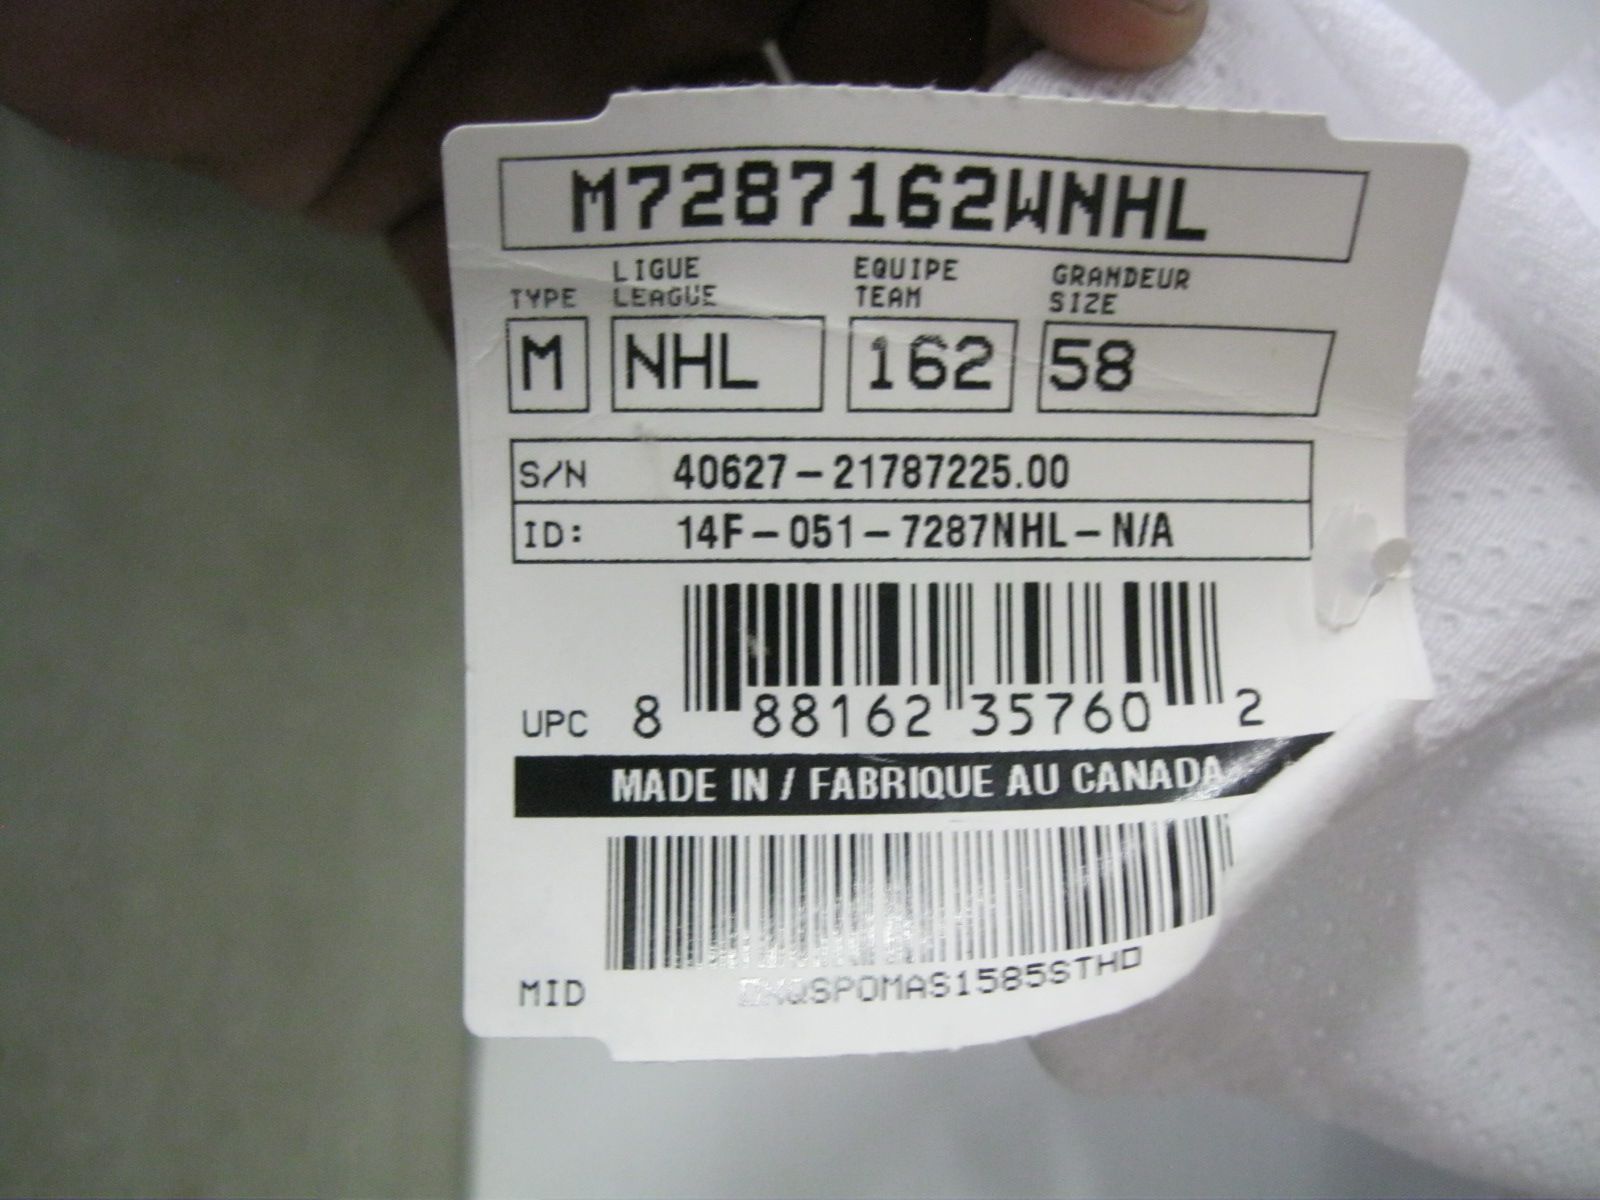 M7287162WNHL
TYPE LIGUE LEAGUE EQUIPE TEAM GRANDEUR SIZE
M NHL 162 58
S/N 40627-21787225.00
ID: 14F-051-7287NHL-N/A
UPC 8 88162 35760 2
MADE IN / FABRIQUE AU CANADA
MID